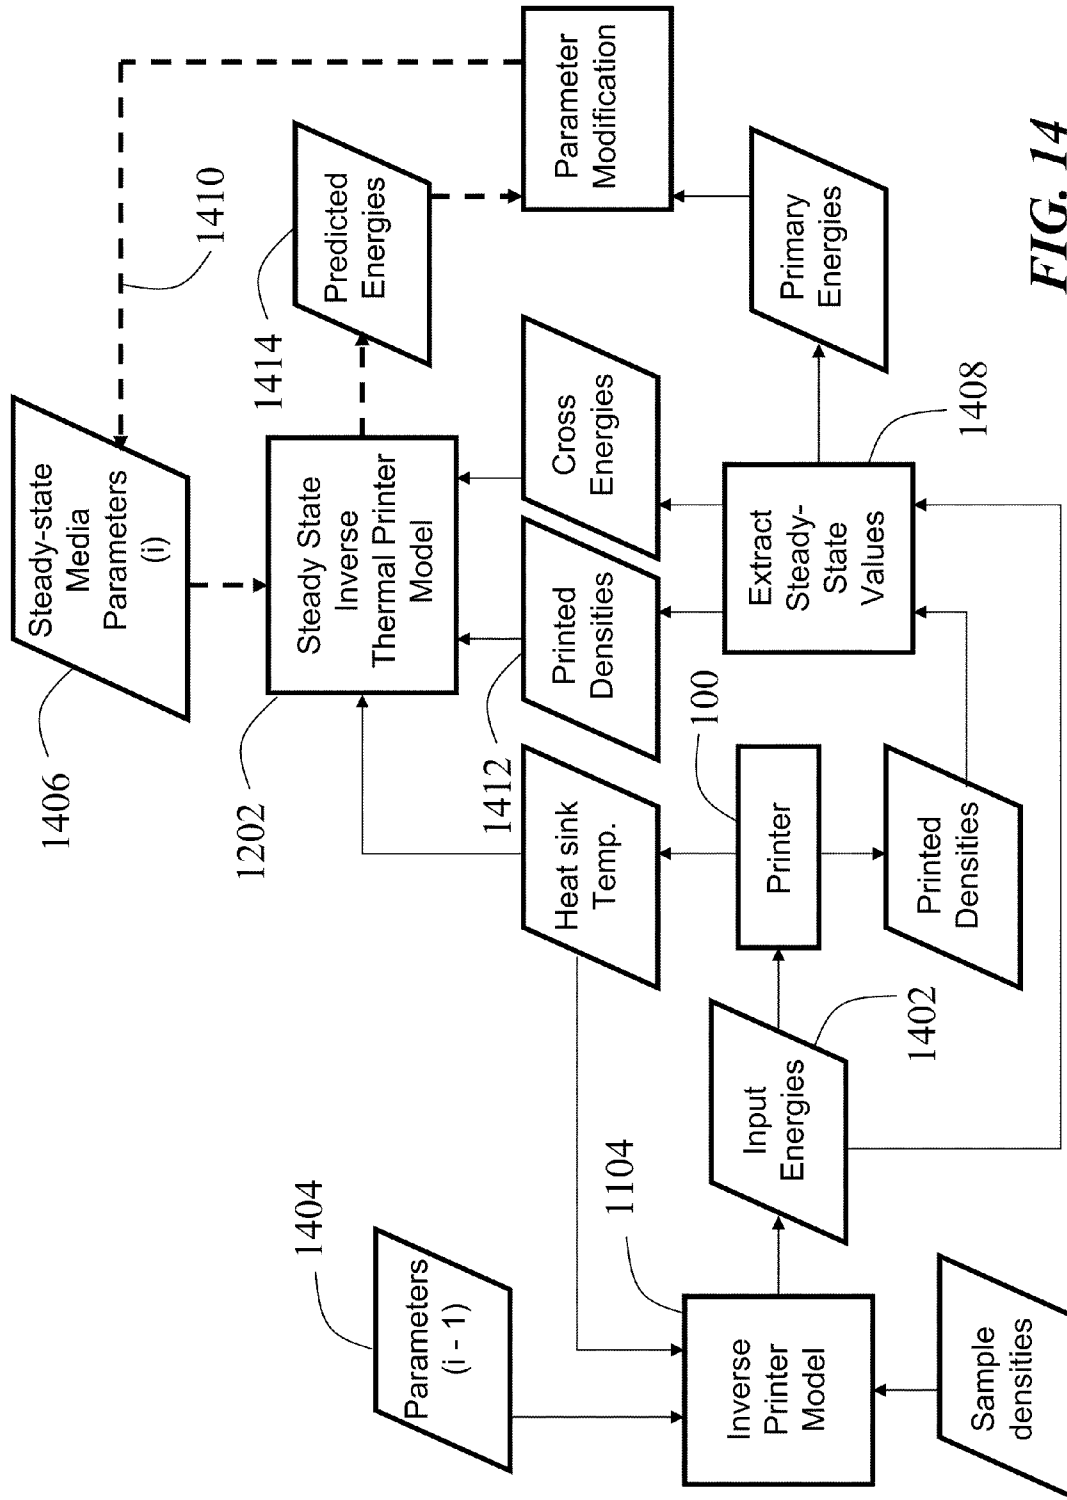 1404
Parameters
(i - 1)
1104
Inverse
Printer
Model
Sample
densities
Input
Energies
1402
Heat sink
Temp.
100
Printer
Printed
Densities
1406
Steady-state
Media
Parameters
(i)
1410
1202
Steady State
Inverse
Thermal Printer
Model
1412
Printed
Densities
Cross
Energies
Extract
Steady-
State
Values
1408
1414
Predicted
Energies
Parameter
Modification
Primary
Energies
FIG. 14